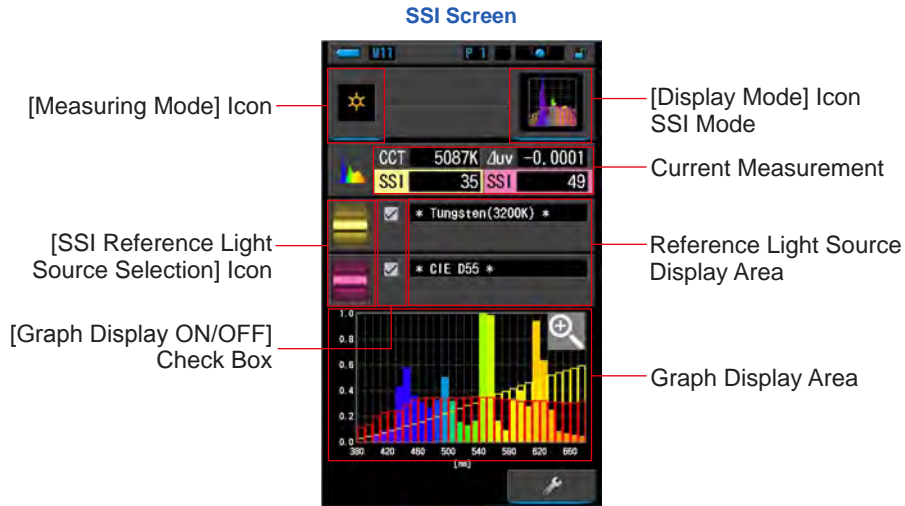 SSI Screen
U11 P 1
[Measuring Mode] Icon
[Display Mode] Icon
SSI Mode
CCT 5087K ⊿uv -0.0001
SSI 35 SSI 49
Current Measurement
[SSI Reference Light
Source Selection] Icon
* Tungsten(3200K) *
* CIE D55 *
Reference Light Source
Display Area
[Graph Display ON/OFF]
Check Box
1.0
0.8
0.6
0.4
0.2
0.0
380 420 460 500 540 580 620 660
[nm]
Graph Display Area